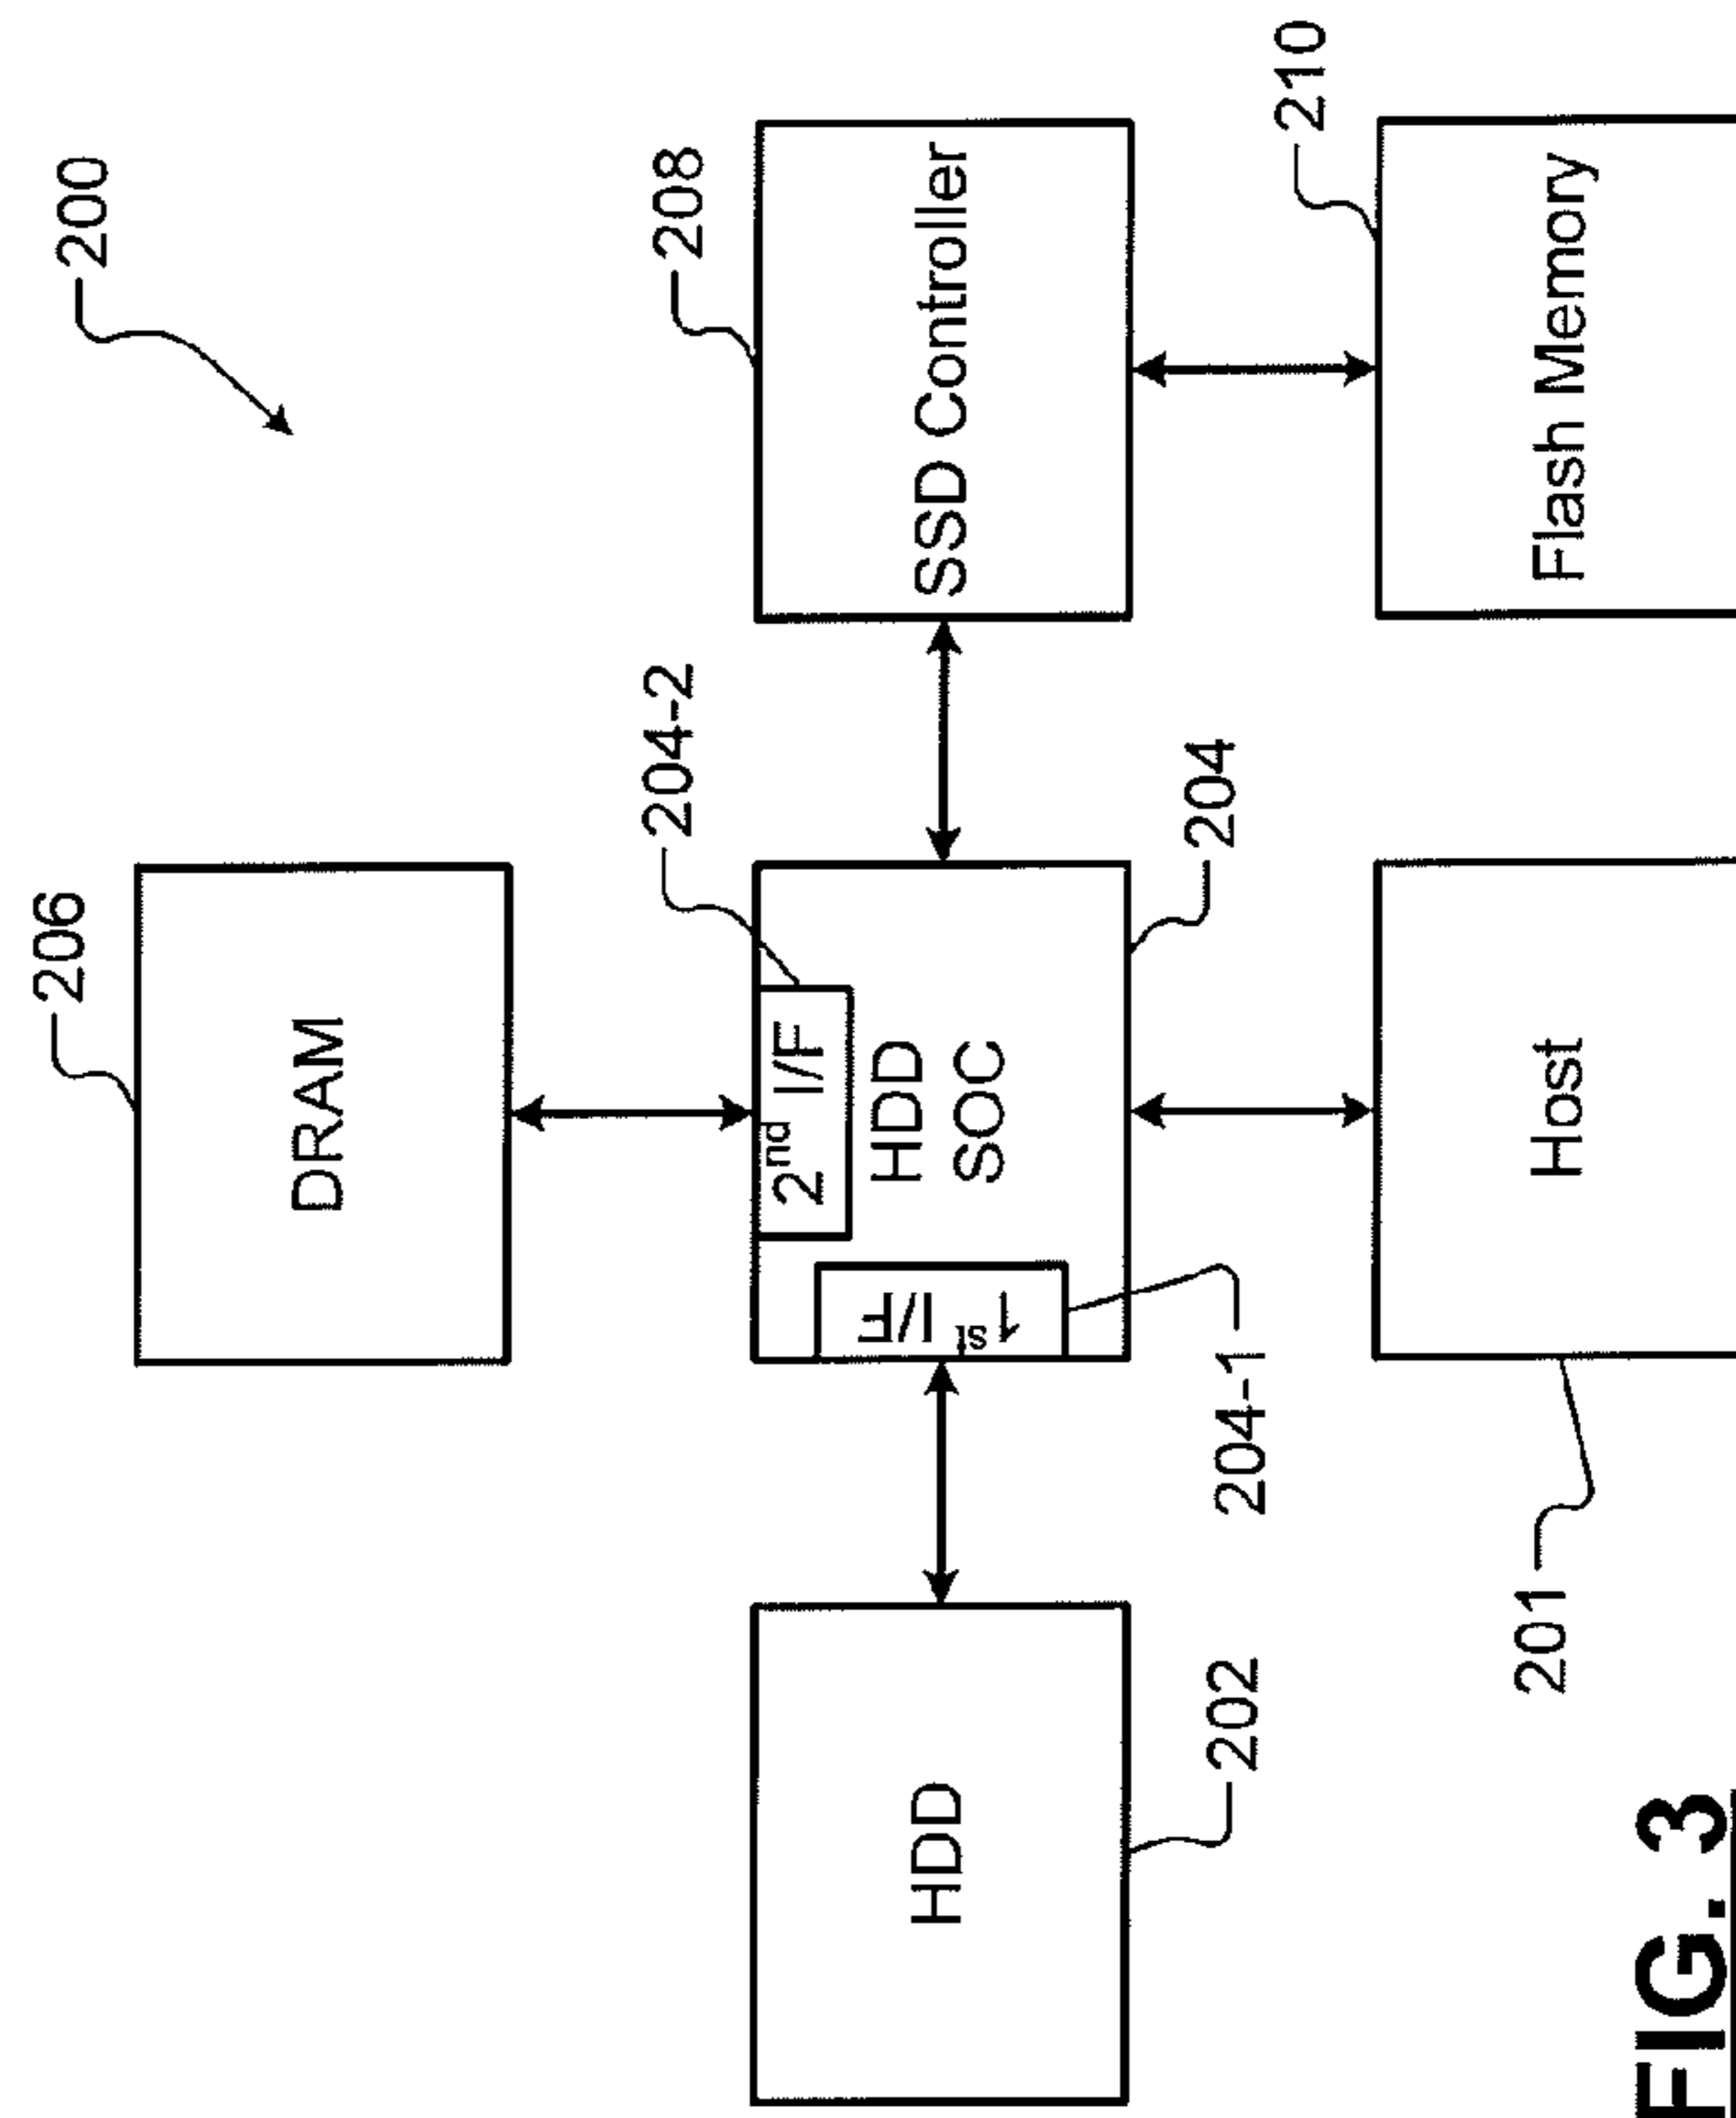 200
206
DRAM
204-2
208
2nd I/F
HDD
SOC
1st I/F
SSD Controller
HDD
202
204-1
204
210
201
Host
Flash Memory
FIG. 3